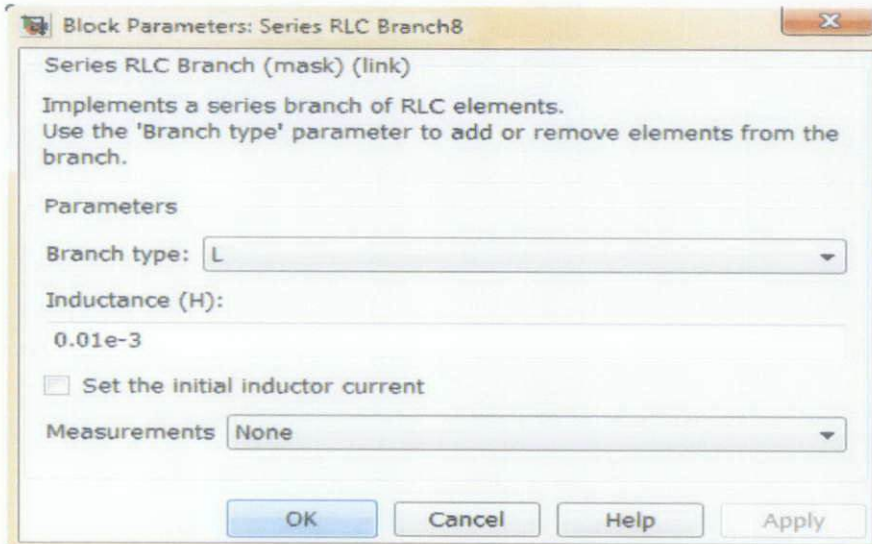 Block Parameters: Series RLC Branch8
Series RLC Branch (mask) (link)
Implements a series branch of RLC elements.
Use the 'Branch type' parameter to add or remove elements from the
branch.
Parameters
Branch type: L
Inductance (H):
0.01e-3
Set the initial inductor current
Measurements None
OK Cancel Help Apply